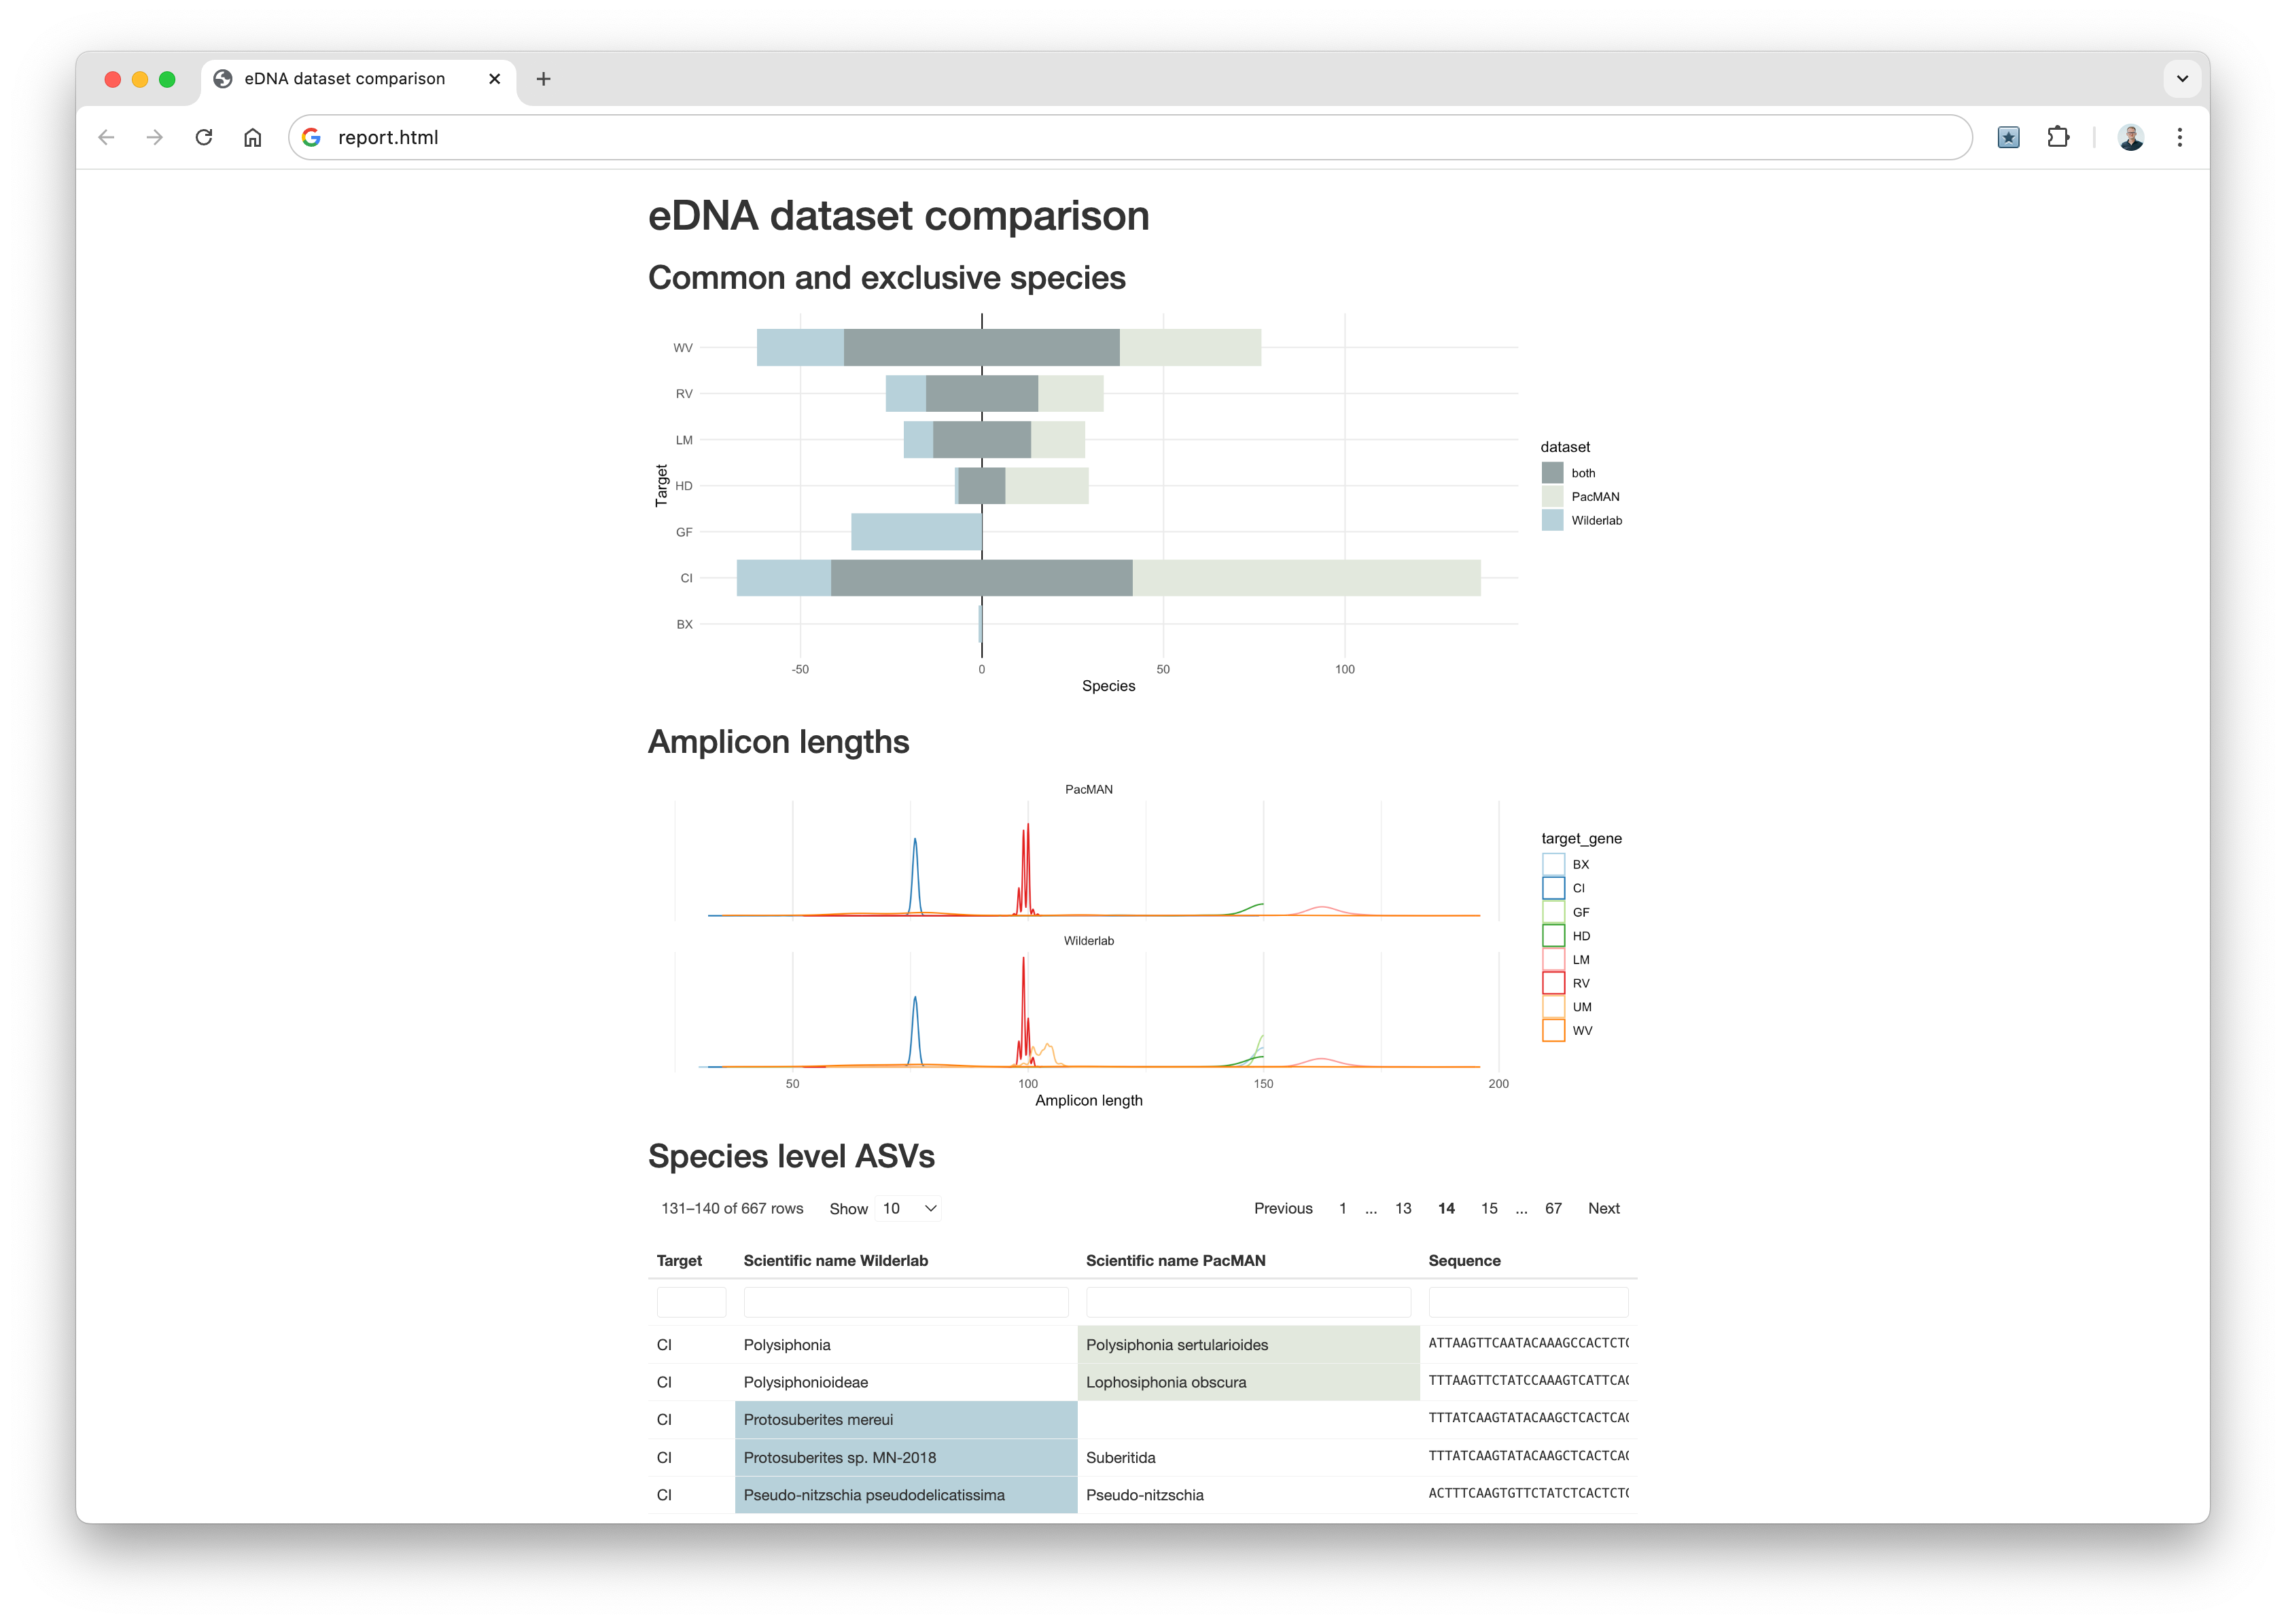 eDNA dataset comparison
report.html
eDNA dataset comparison
Common and exclusive species
WV
RV
LM
HD
GF
CI
BX
Target
-50 0 50 100
Species
dataset
both
PacMAN
Wilderlab
Amplicon lengths
PacMAN
Wilderlab
50 100 150 200
Amplicon length
target_gene
BX
CI
GF
HD
LM
RV
UM
WV
Species level ASVs
131–140 of 667 rows Show 10 Previous 1 ... 13 14 15 ... 67 Next
Target Scientific name Wilderlab Scientific name PacMAN Sequence
CI Polysiphonia Polysiphonia sertularioides ATTAAGTTCAATACAAAGCCACTCT
CI Polysiphonioideae Lophosiphonia obscura TTTAAGTTCTATCCAAAGTCATTCA
CI Protosuberites mereui TTTATCAAGTATACAAGCTCACTCA
CI Protosuberites sp. MN-2018 Suberitida TTTATCAAGTATACAAGCTCACTCA
CI Pseudo-nitzschia pseudodelicatissima Pseudo-nitzschia ACTTTCAAGTGTTCTATCTCACTCT